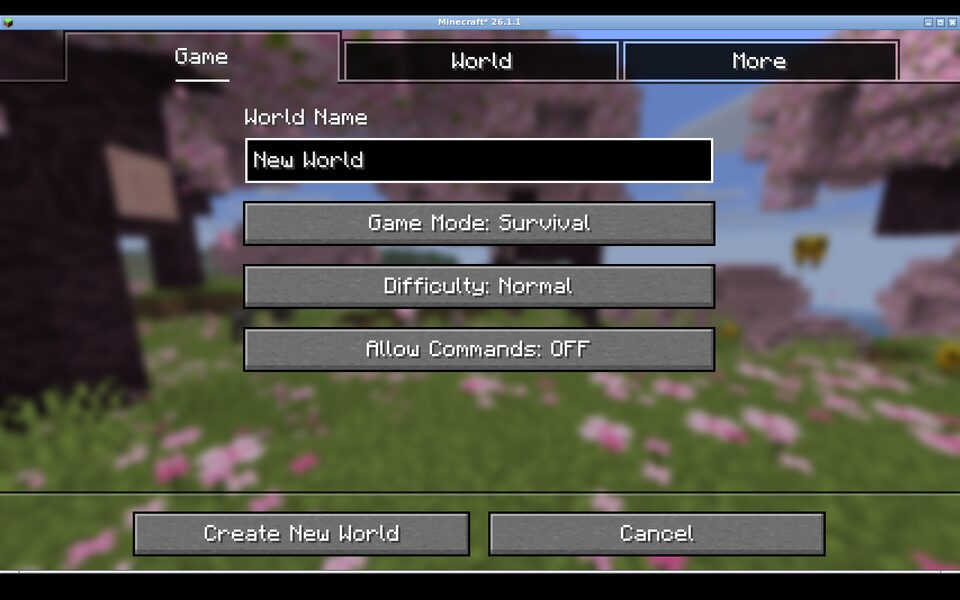 Minecraft* 26.1.1
Game
World
More
World Name
New World
Game Mode: Survival
Difficulty: Normal
Allow Commands: OFF
Create New World
Cancel